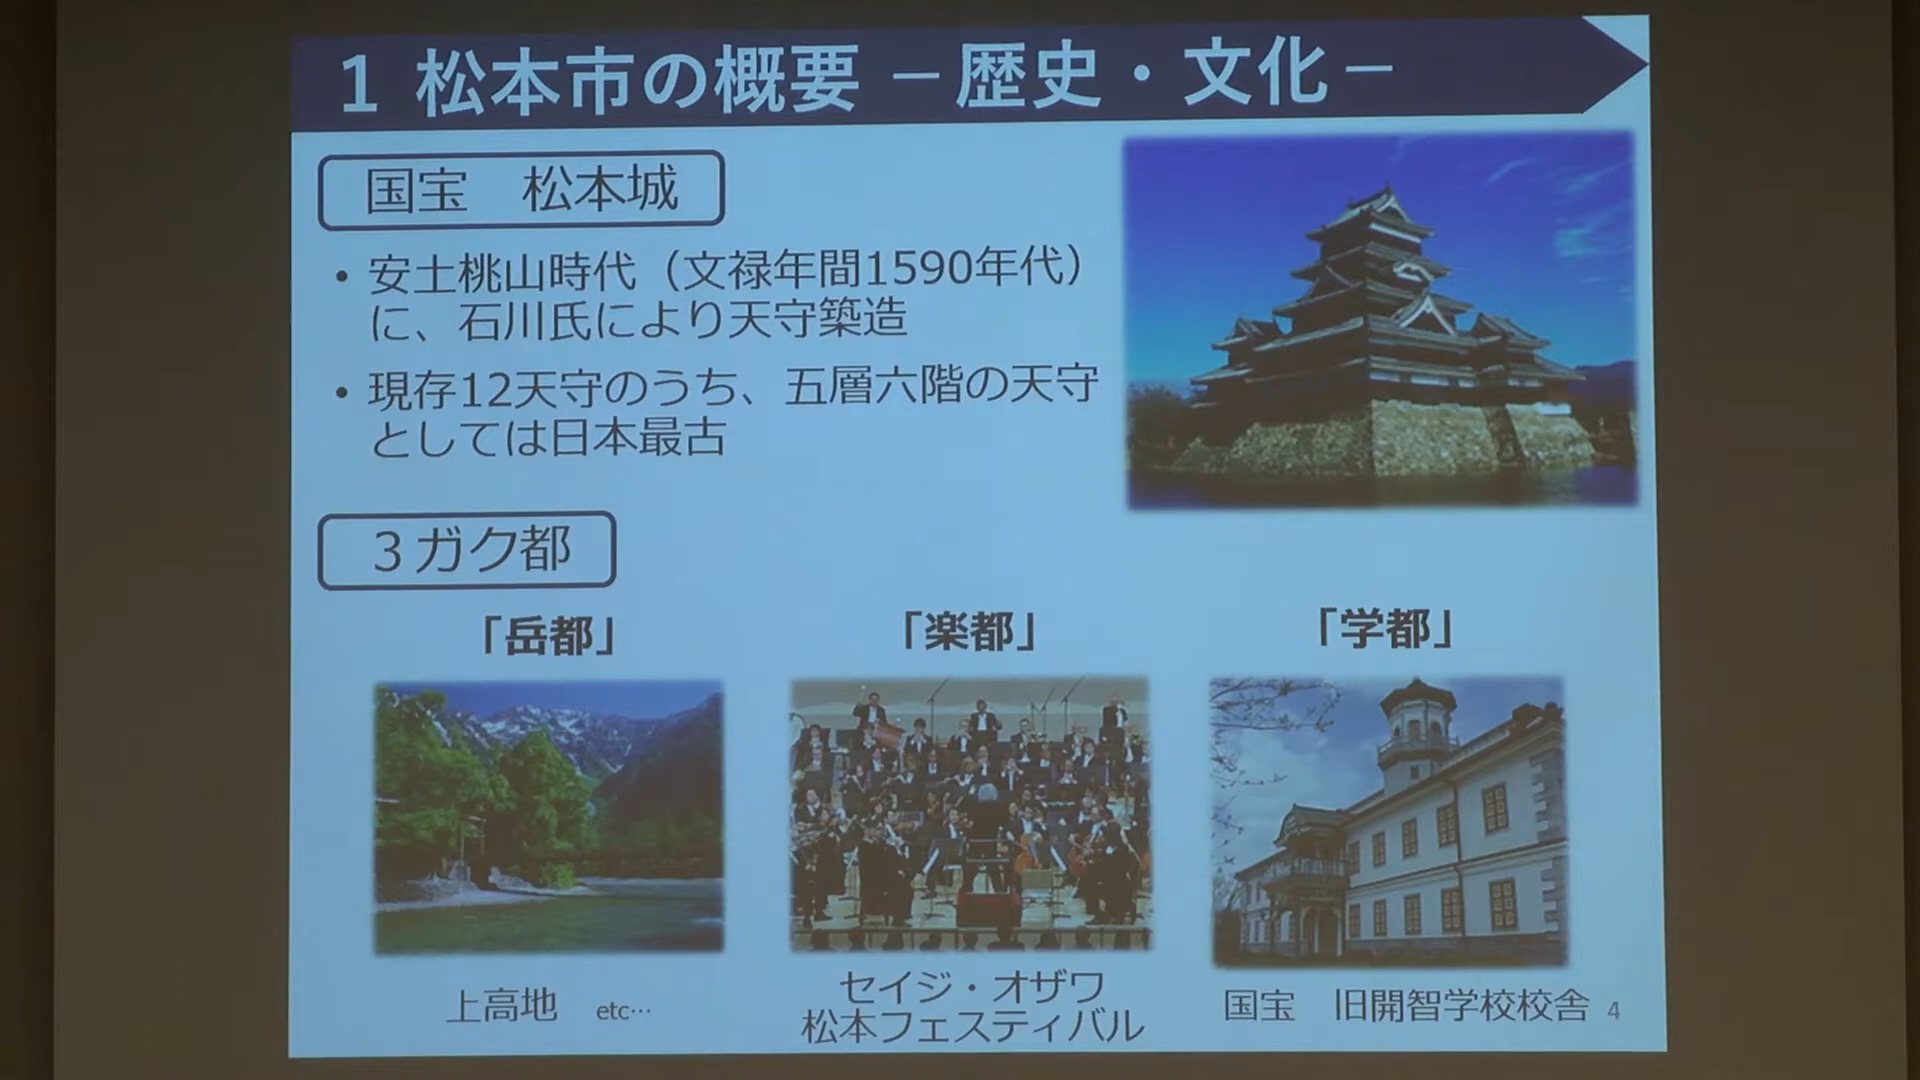 1 松本市の概要 －歴史・文化－
国宝　松本城
• 安土桃山時代（文禄年間1590年代）
に、石川氏により天守築造
• 現存12天守のうち、五層六階の天守
としては日本最古
３ガク都
「岳都」
「楽都」
「学都」
上高地　etc…
セイジ・オザワ
松本フェスティバル
国宝　旧開智学校校舎
4